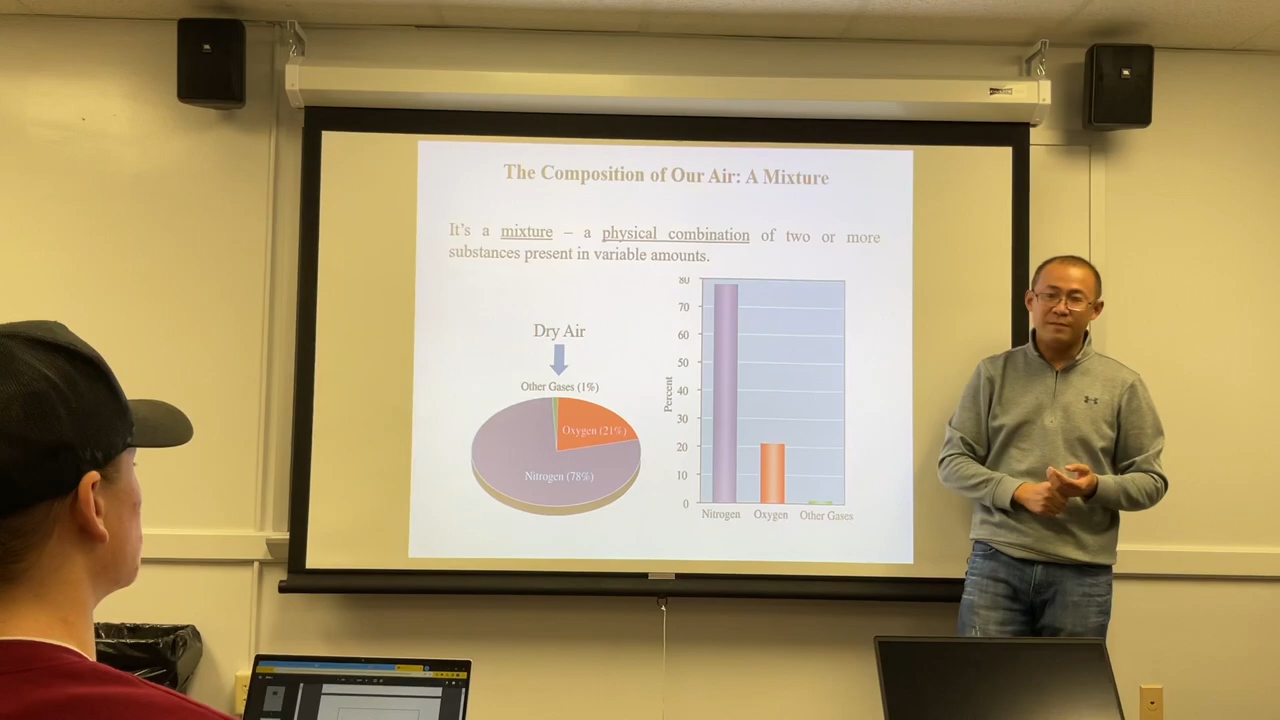 The Composition of Our Air: A Mixture
It's a mixture – a physical combination of two or more
substances present in variable amounts.
Dry Air
Other Gases (1%)
Oxygen (21%)
Nitrogen (78%)
Percent
80
70
60
50
40
30
20
10
0
Nitrogen Oxygen Other Gases
JBL
JBL